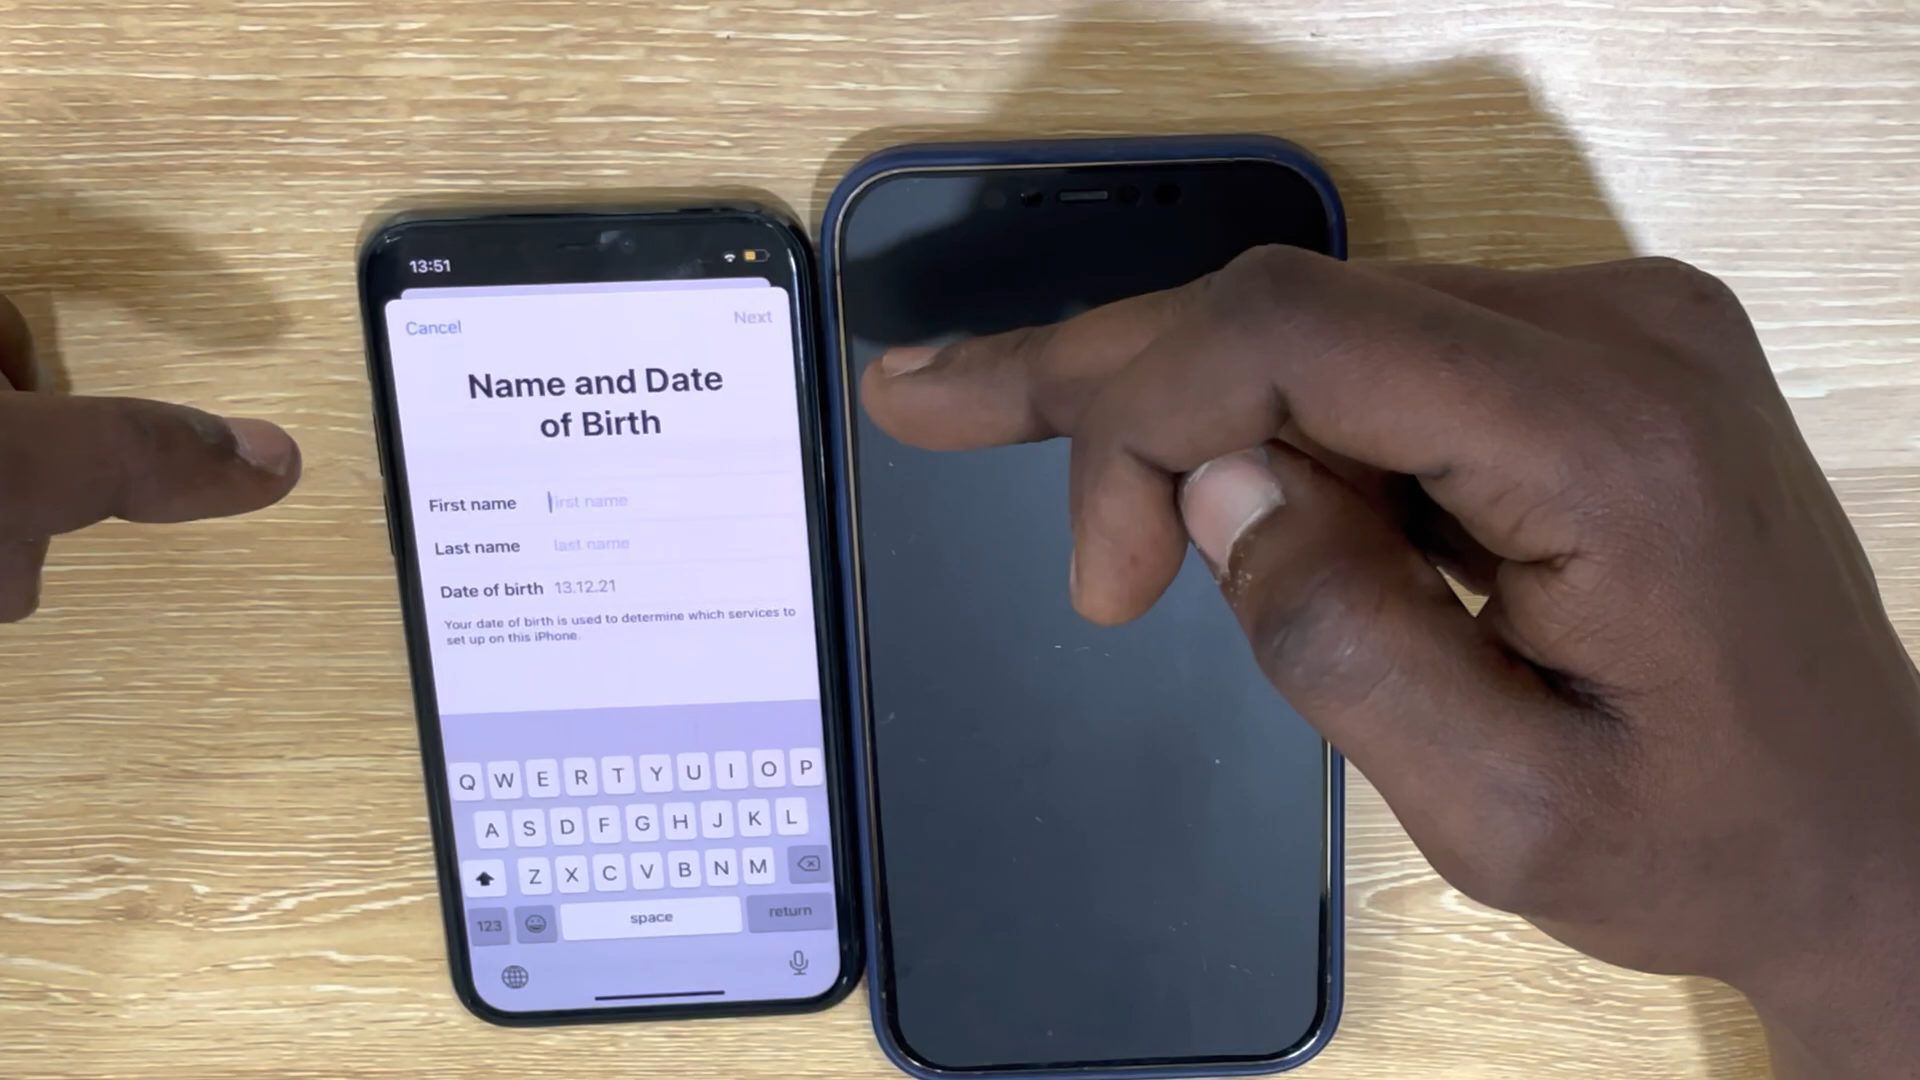 13:51
Cancel
Next
Name and Date
of Birth
First name
First name
Last name
last name
Date of birth 13.12.21
Your date of birth is used to determine which services to
set up on this iPhone.
Q W E R T Y U I O P
A S D F G H J K L
Z X C V B N M
123
space
return